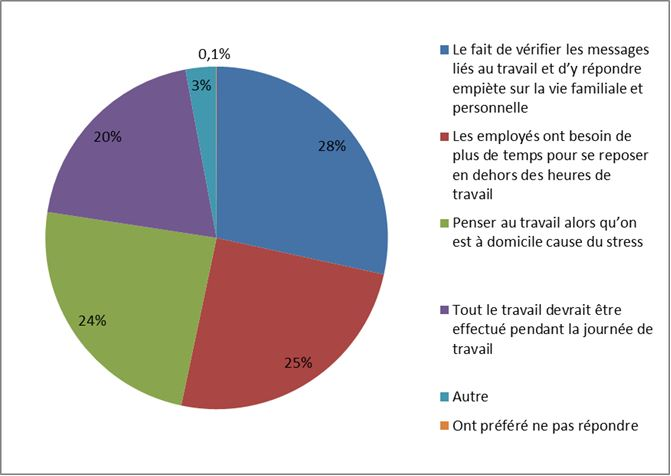 0,1%
3%
28%
20%
24%
25%
Le fait de vérifier les messages
liés au travail et d’y répondre
empiète sur la vie familiale et
personnelle
Les employés ont besoin de
plus de temps pour se reposer
en dehors des heures de
travail
Penser au travail alors qu’on
est à domicile cause du stress
Tout le travail devrait être
effectué pendant la journée de
travail
Autre
Ont préféré ne pas répondre